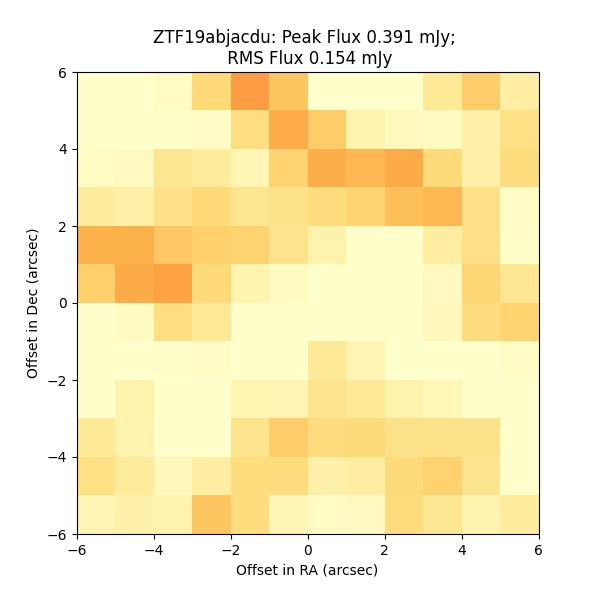 ZTF19abjacdu: Peak Flux 0.391 mJy;
RMS Flux 0.154 mJy
6
4
2
0
−2
−4
−6
Offset in Dec (arcsec)
−6 −4 −2 0 2 4 6
Offset in RA (arcsec)